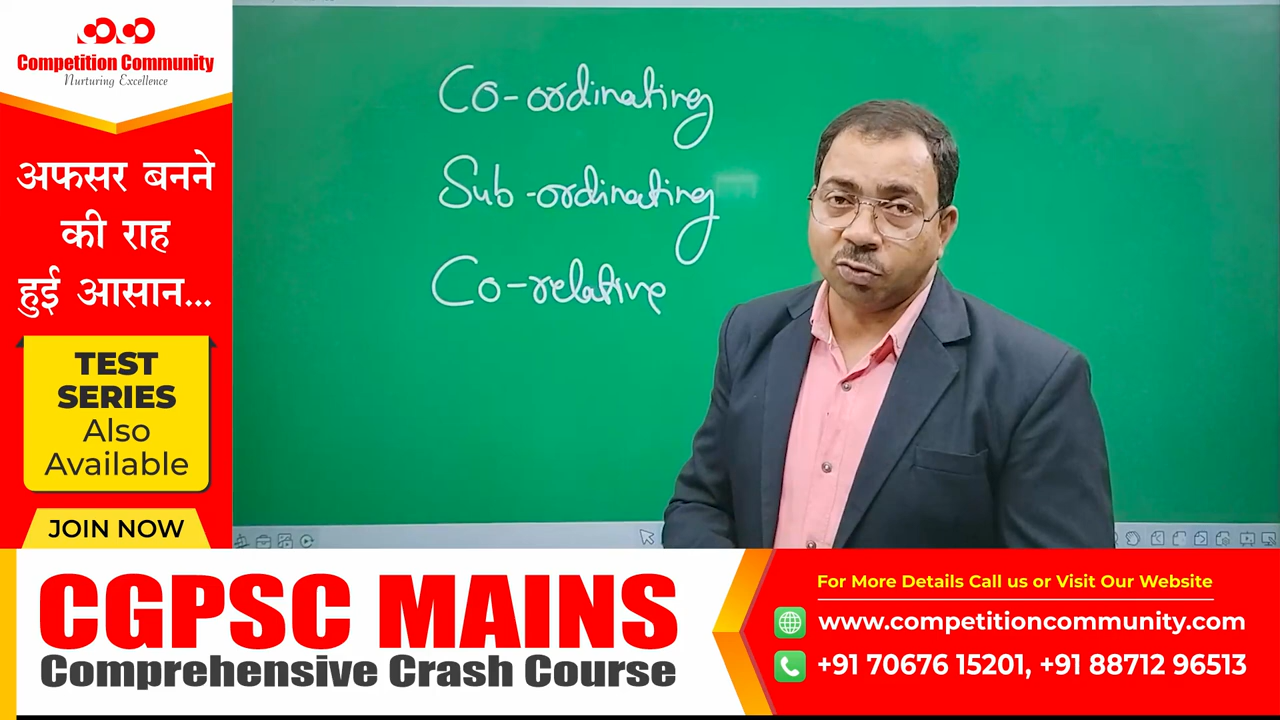 Competition Community
Nurturing Excellence
अफसर बनने
की राह
हुई आसान...
TEST
SERIES
Also
Available
JOIN NOW
Co-ordinating
Sub-ordinating
Co-relative
CGPSC MAINS
Comprehensive Crash Course
For More Details Call us or Visit Our Website
www.competitioncommunity.com
+91 70676 15201, +91 88712 96513